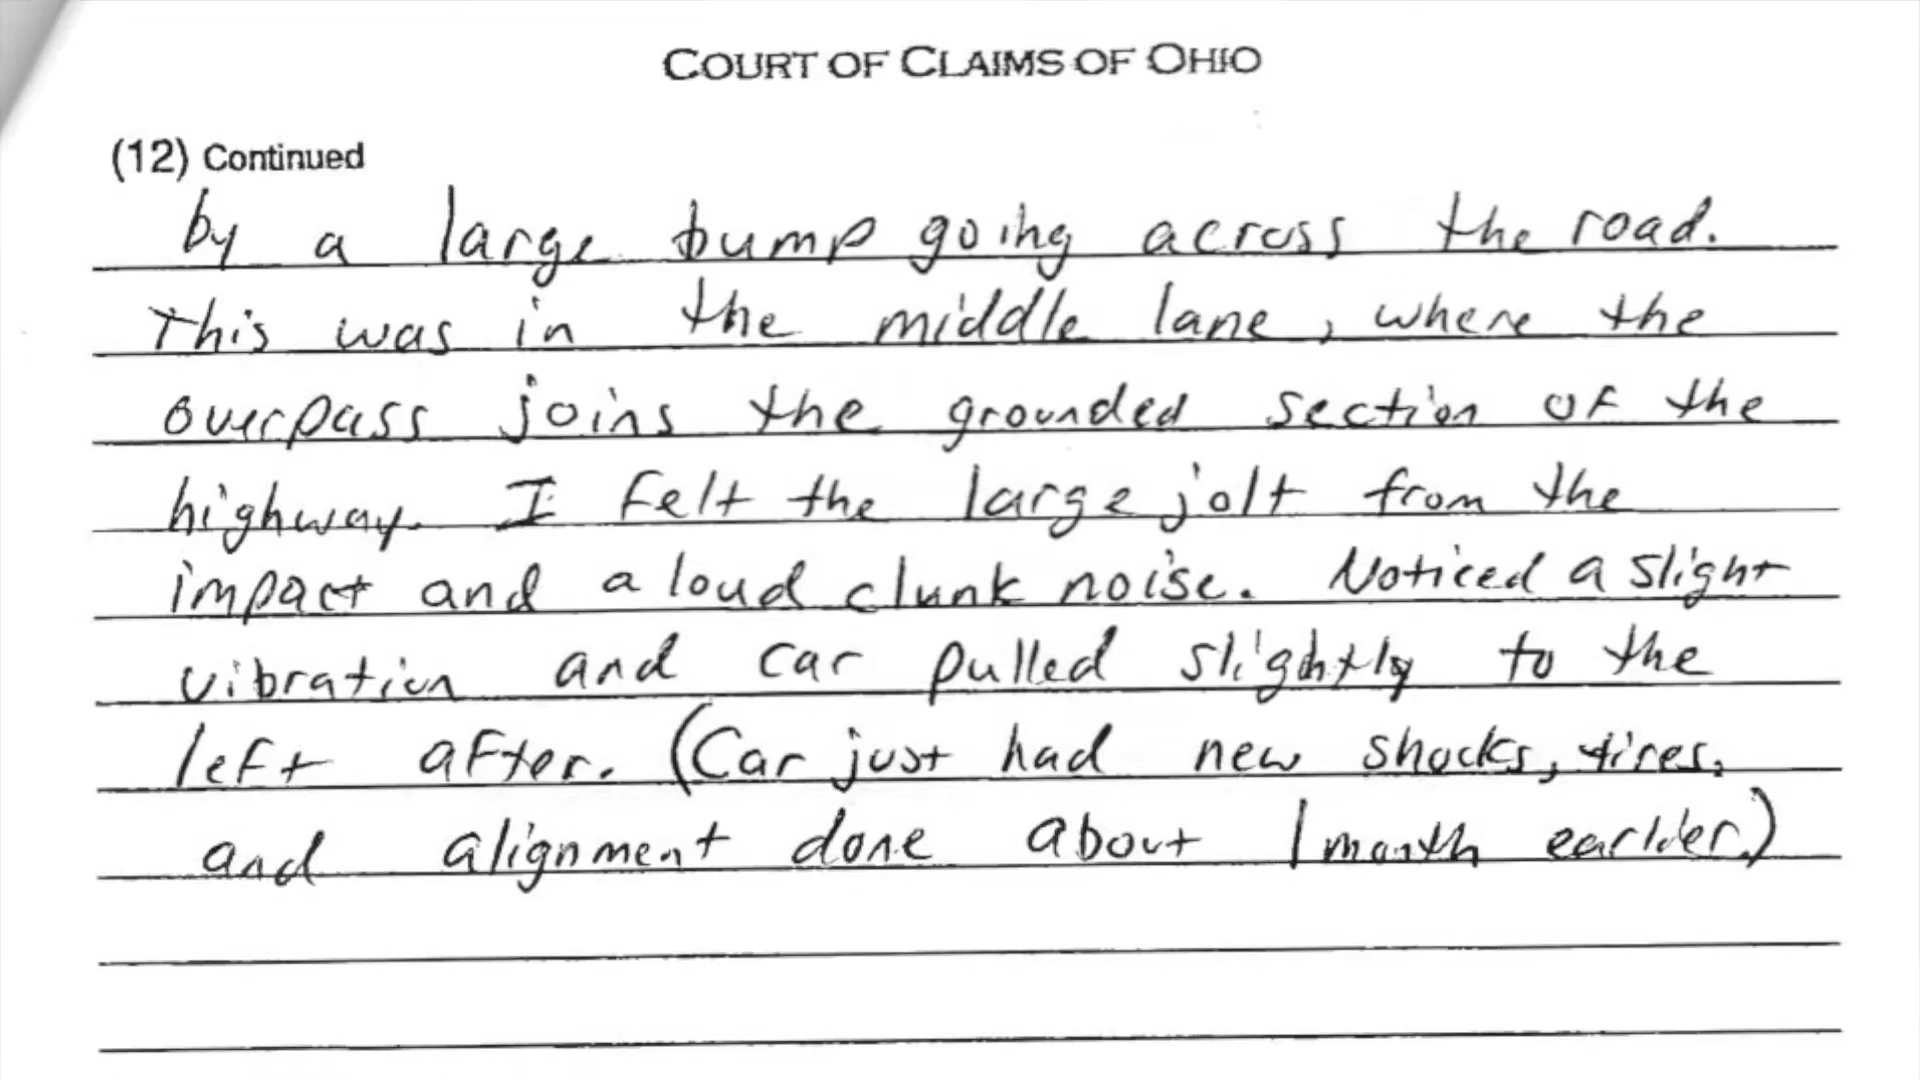 COURT OF CLAIMS OF OHIO
(12) Continued
by a large bump going across the road.
This was in the middle lane, where the
overpass joins the grounded section of the
highway. I felt the large jolt from the
impact and a loud clunk noise. Noticed a slight
vibration and car pulled slightly to the
left after. (Car just had new shocks, tires,
and alignment done about 1 month earlier.)